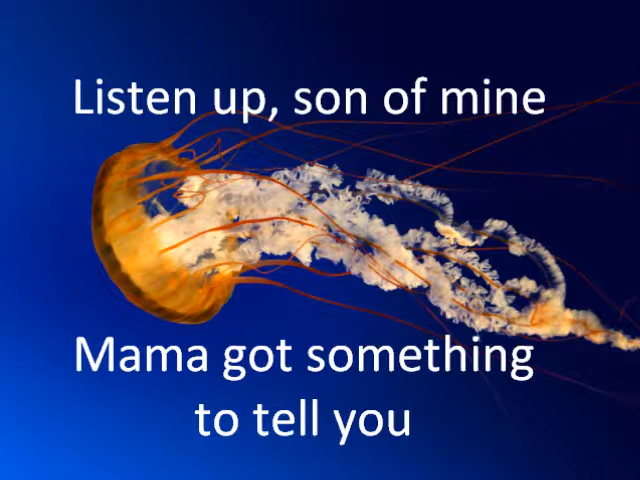 Listen up, son of mine
Mama got something
to tell you